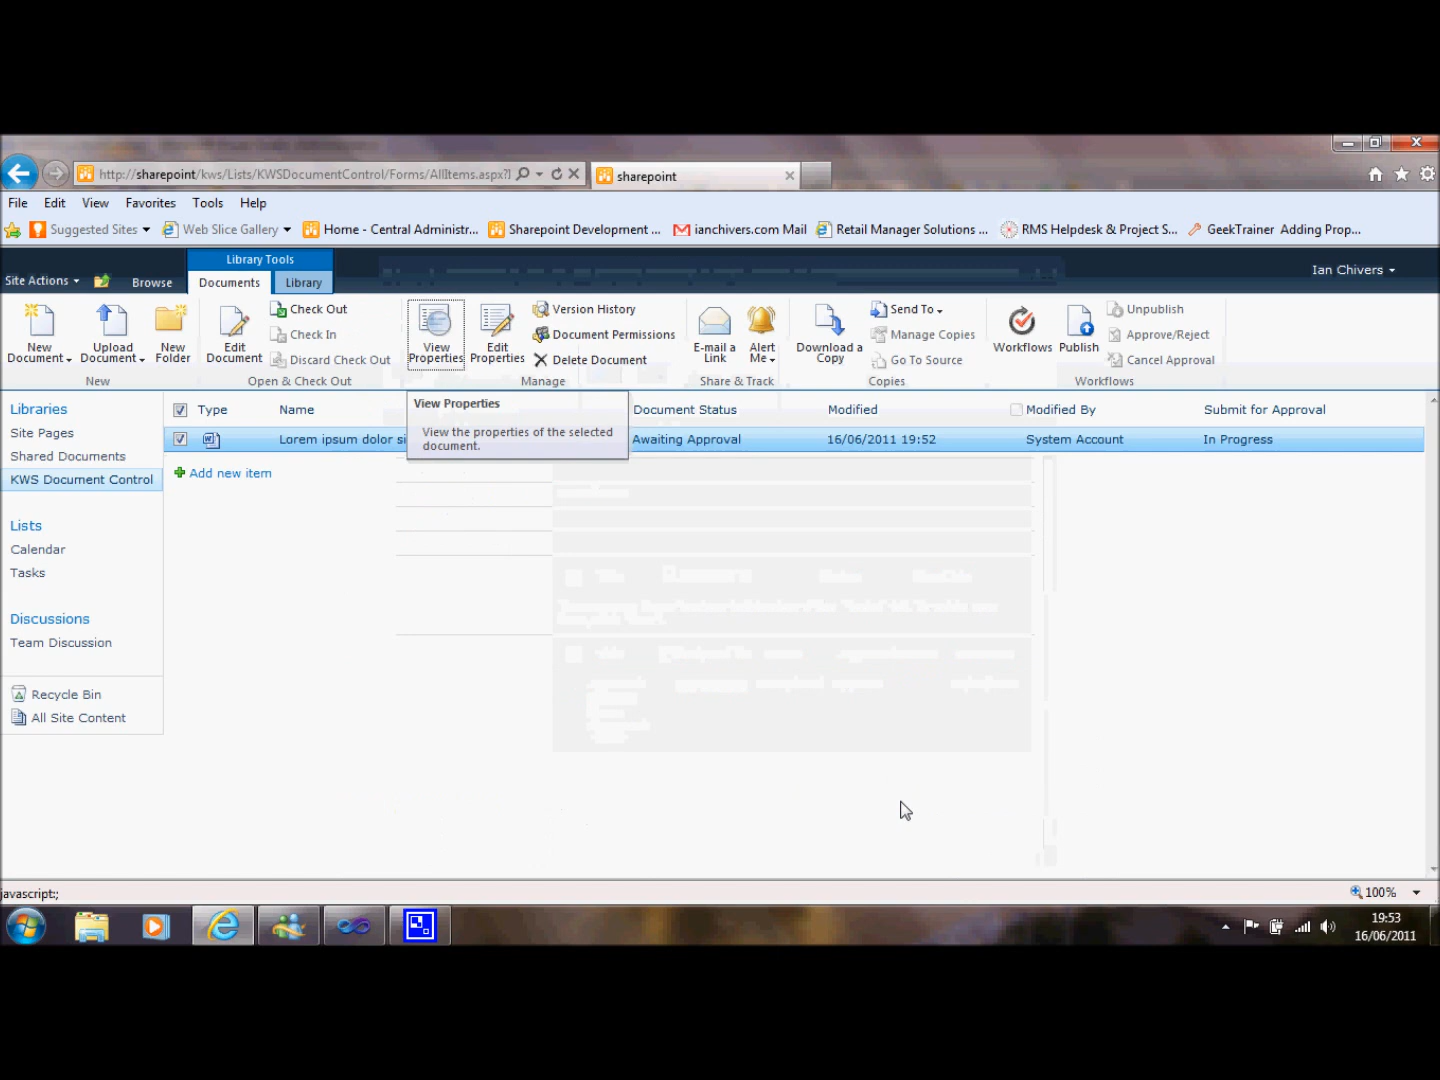 http://sharepoint/kws/Lists/KWSDocumentControl/Forms/AllItems.aspx?I
sharepoint
File Edit View Favorites Tools Help
Suggested Sites Web Slice Gallery Home - Central Administr... Sharepoint Development ... ianchivers.com Mail Retail Manager Solutions ... RMS Helpdesk & Project S... GeekTrainer Adding Prop...
Library Tools
Site Actions Browse Documents Library Ian Chivers
New Document
Upload Document
New Folder
New
Edit Document
Check Out
Check In
Discard Check Out
Open & Check Out
View Properties
Edit Properties
Version History
Document Permissions
Delete Document
Manage
E-mail a Link
Alert Me
Share & Track
Download a Copy
Send To
Manage Copies
Go To Source
Copies
Workflows
Publish
Unpublish
Approve/Reject
Cancel Approval
Workflows
Libraries
Site Pages
Shared Documents
KWS Document Control
Lists
Calendar
Tasks
Discussions
Team Discussion
Recycle Bin
All Site Content
Type Name Document Status Modified Modified By Submit for Approval
Lorem ipsum dolor si Awaiting Approval 16/06/2011 19:52 System Account In Progress
Add new item
View Properties
View the properties of the selected
document.
javascript:;
100%
19:53
16/06/2011